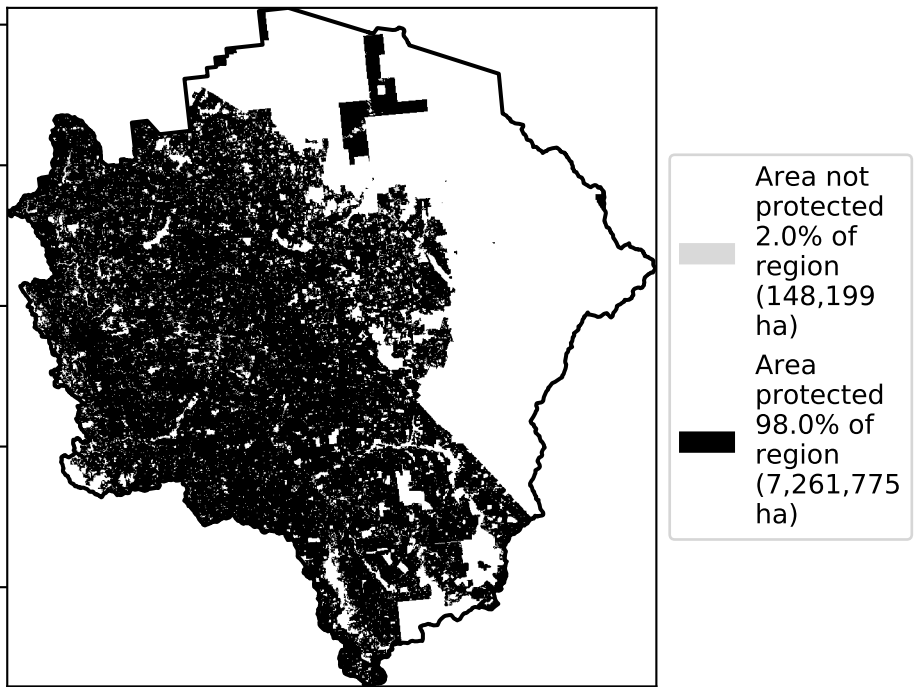 Area not
protected
2.0% of
region
(148,199
ha)
Area
protected
98.0% of
region
(7,261,775
ha)